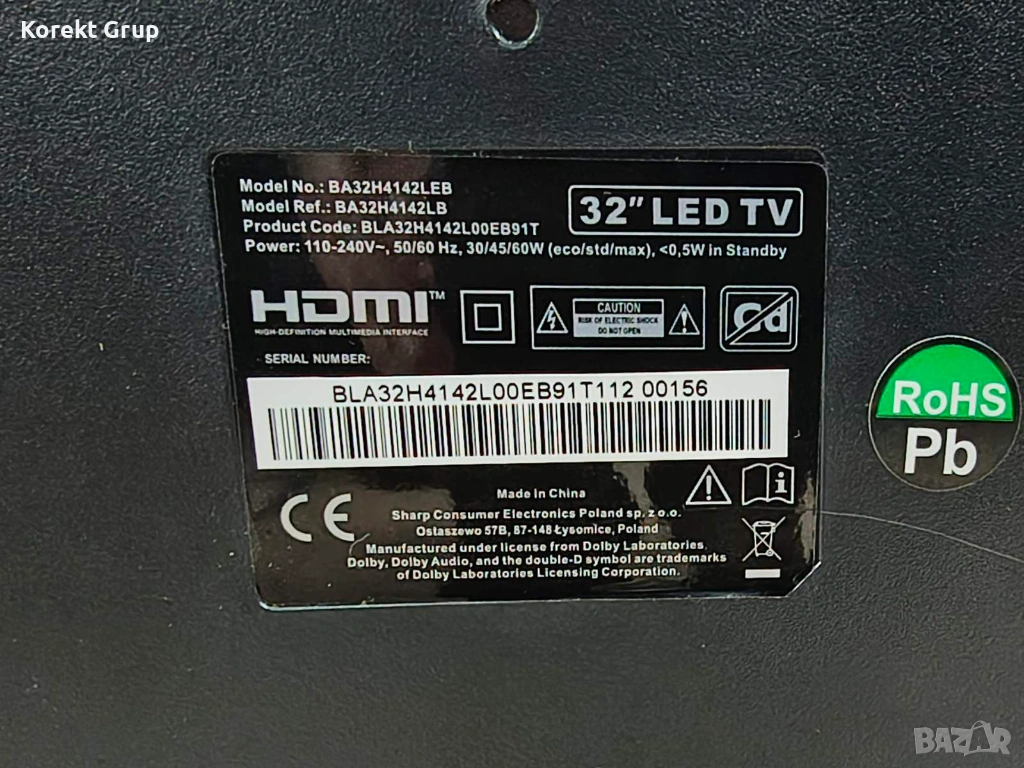 Korekt Grup
Model No.: BA32H4142LEB
Model Ref.: BA32H4142LB
Product Code: BLA32H4142L00EB91T
Power: 110-240V~, 50/60 Hz, 30/45/60W (eco/std/max), <0,5W in Standby
32" LED TV
HDMI™
HIGH-DEFINITION MULTIMEDIA INTERFACE
CAUTION
RISK OF ELECTRIC SHOCK
DO NOT OPEN
Cd
SERIAL NUMBER:
BLA32H4142L00EB91T112 00156
CE
Made in China
Sharp Consumer Electronics Poland sp. z o.o.
Ostaszewo 57B, 87-148 Łysomice, Poland
Manufactured under license from Dolby Laboratories.
Dolby, Dolby Audio, and the double-D symbol are trademarks
of Dolby Laboratories Licensing Corporation.
RoHS
Pb
BAZAR